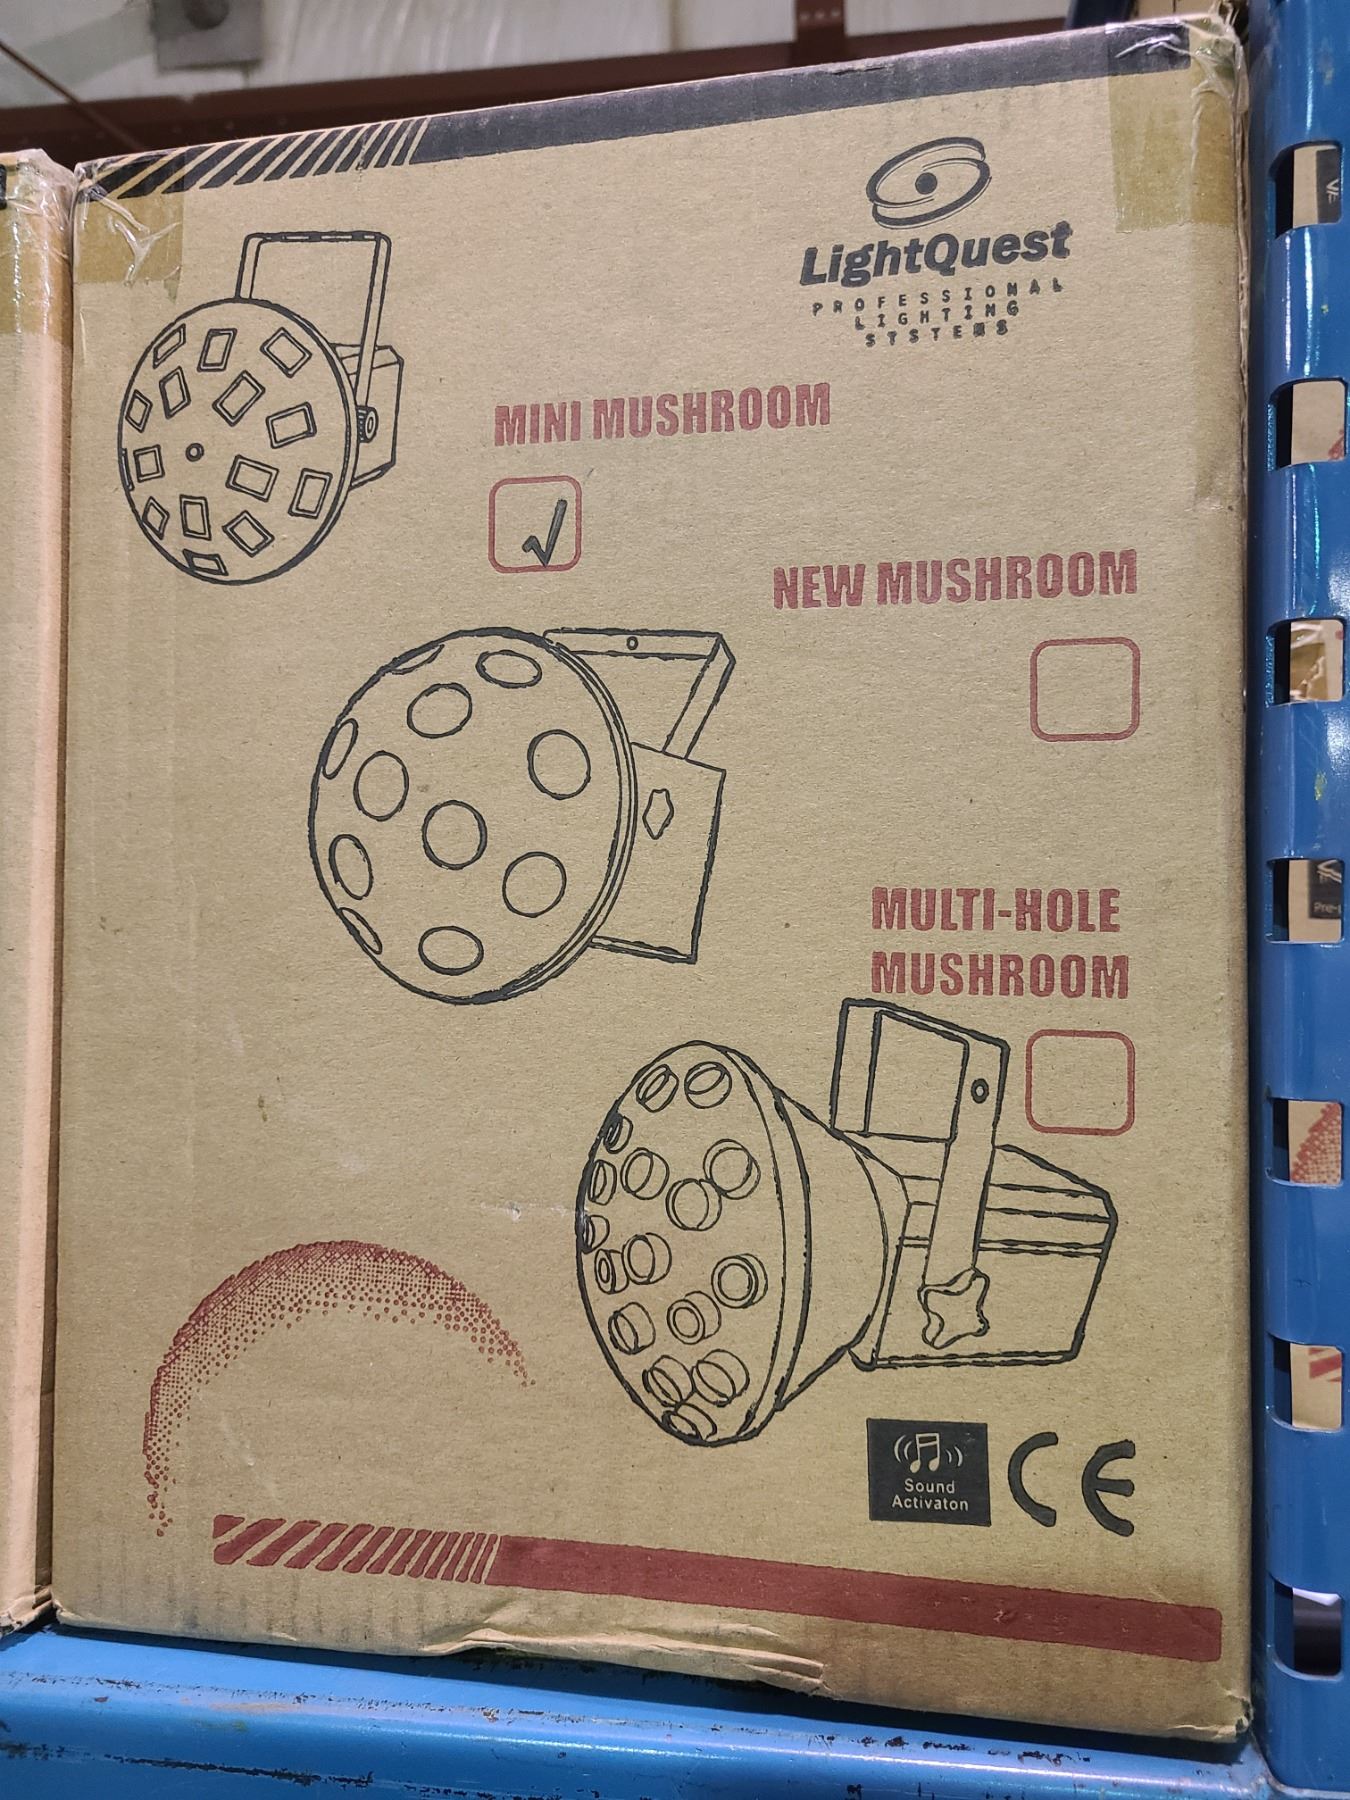 LightQuest
PROFESSIONAL
LIGHTING
SYSTEMS
MINI MUSHROOM
NEW MUSHROOM
MULTI-HOLE
MUSHROOM
Sound
Activaton
CE